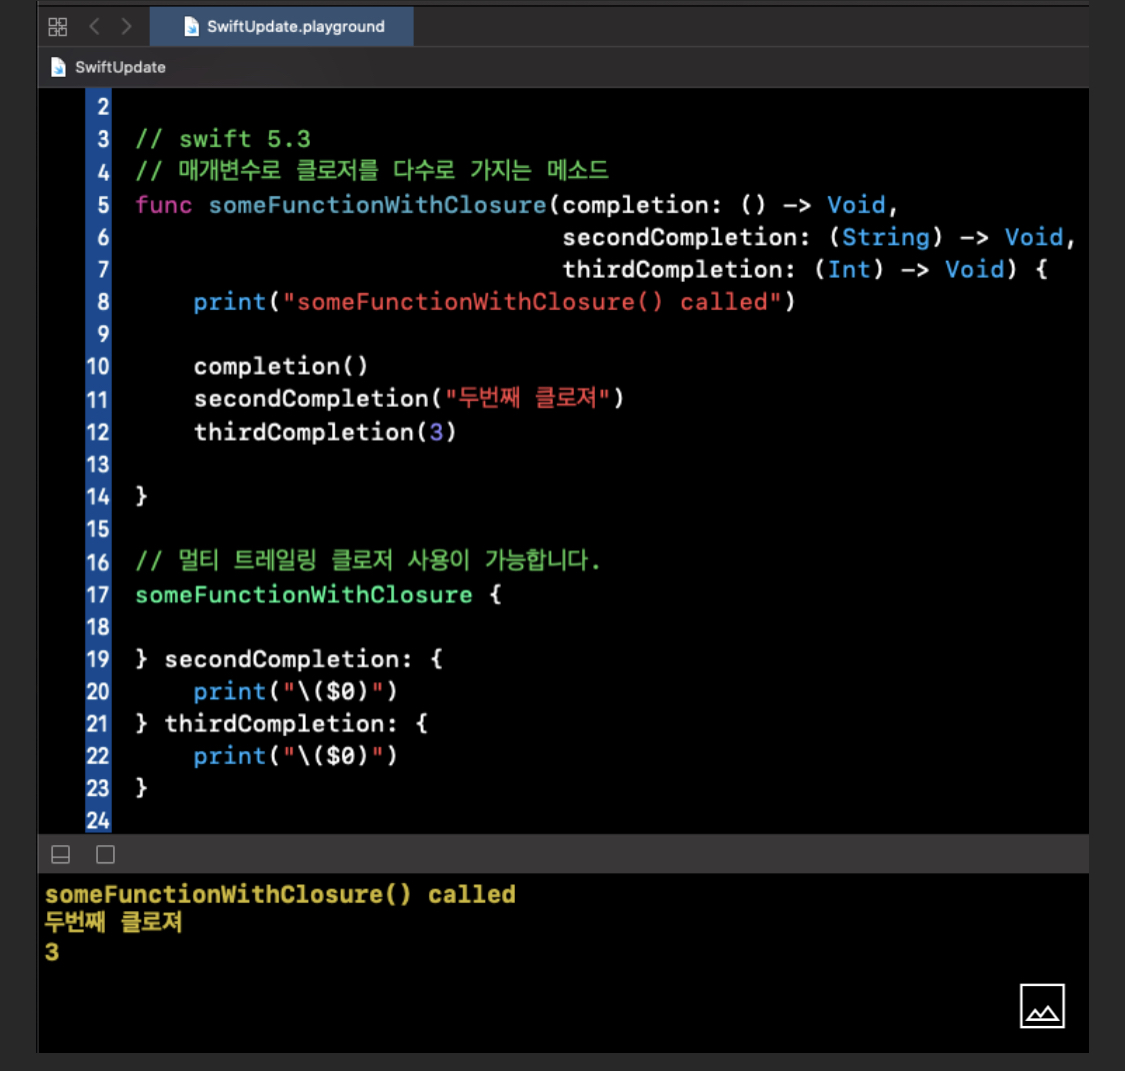 SwiftUpdate.playground
SwiftUpdate
2
3 // swift 5.3
4 // 매개변수로 클로저를 다수로 가지는 메소드
5 func someFunctionWithClosure(completion: () -> Void,
6 secondCompletion: (String) -> Void,
7 thirdCompletion: (Int) -> Void) {
8 print("someFunctionWithClosure() called")
9
10 completion()
11 secondCompletion("두번째 클로져")
12 thirdCompletion(3)
13
14 }
15
16 // 멀티 트레일링 클로저 사용이 가능합니다.
17 someFunctionWithClosure {
18
19 } secondCompletion: {
20 print("\($0)")
21 } thirdCompletion: {
22 print("\($0)")
23 }
24
someFunctionWithClosure() called
두번째 클로져
3